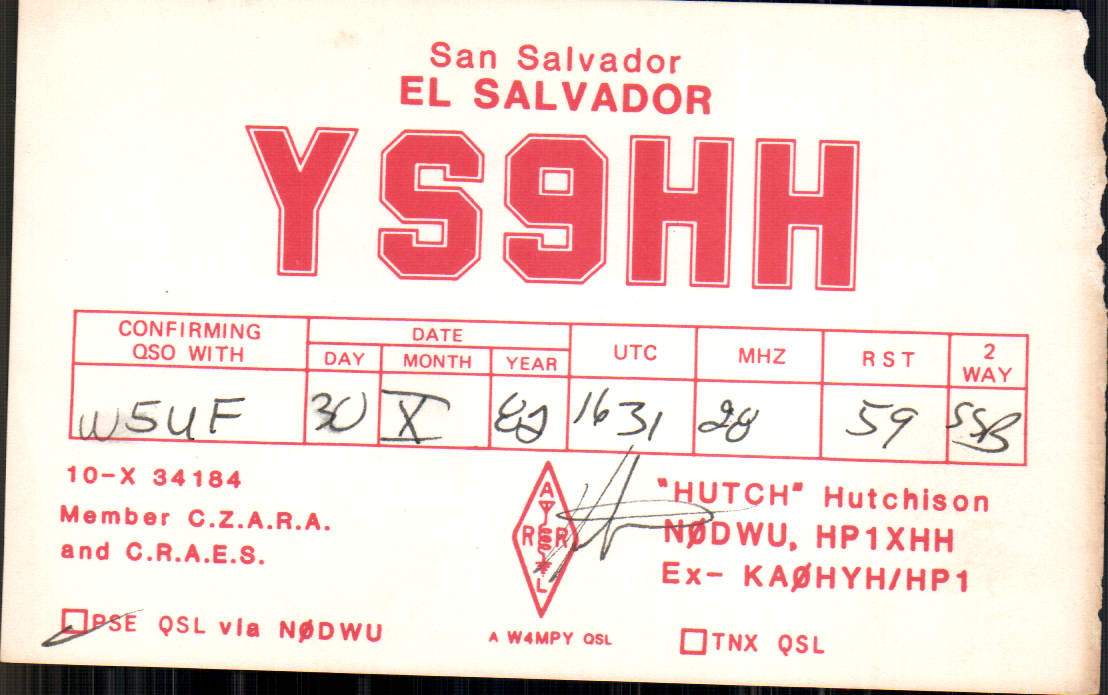 San Salvador
EL SALVADOR
YS9HH
CONFIRMING QSO WITH DATE DAY MONTH YEAR UTC MHZ RST 2 WAY
W5UF 30 X 82 1631 28 59 SSB
10-X 34184
Member C.Z.A.R.A.
and C.R.A.E.S.
"HUTCH" Hutchison
NØDWU, HP1XHH
Ex- KAØHYH/HP1
A
R R
L
PSE QSL via NØDWU
A W4MPY QSL
TNX QSL